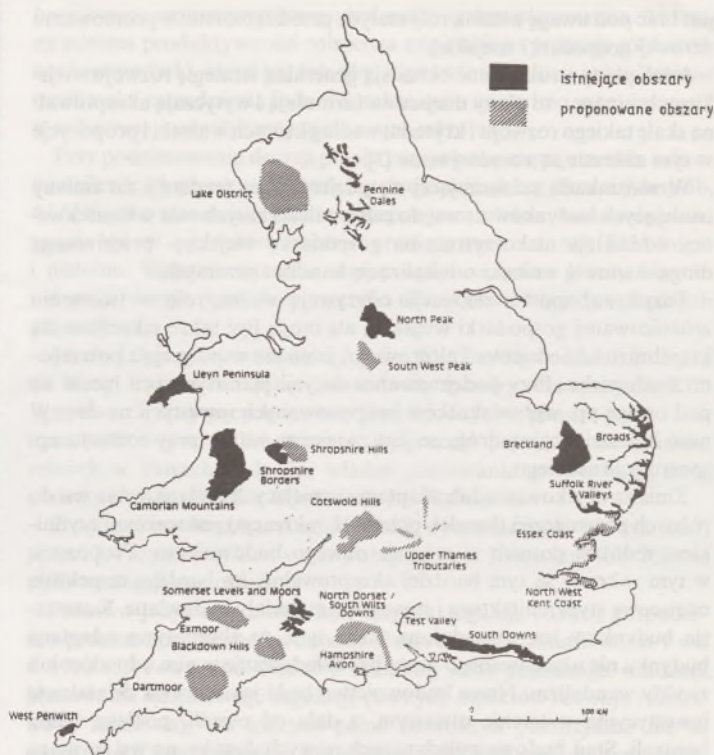 istniejące obszary
proponowane obszary
Lake District
Pennine
Dales
North Peak
South West Peak
Lleyn Peninsula
Shropshire Hills
Shropshire
Borders
Cambrian Mountains
Breckland
Broads
Suffolk River
Valleys
Cotswold Hills
Essex Coast
Upper Thames
Tributaries
North West
Kent Coast
Somerset Levels and Moors
North Dorset/
South Wilts
Downs
Test Valley
South Downs
Exmoor
Blackdown Hills
Hampshire
Avon
Dartmoor
West Penwith
100 KM